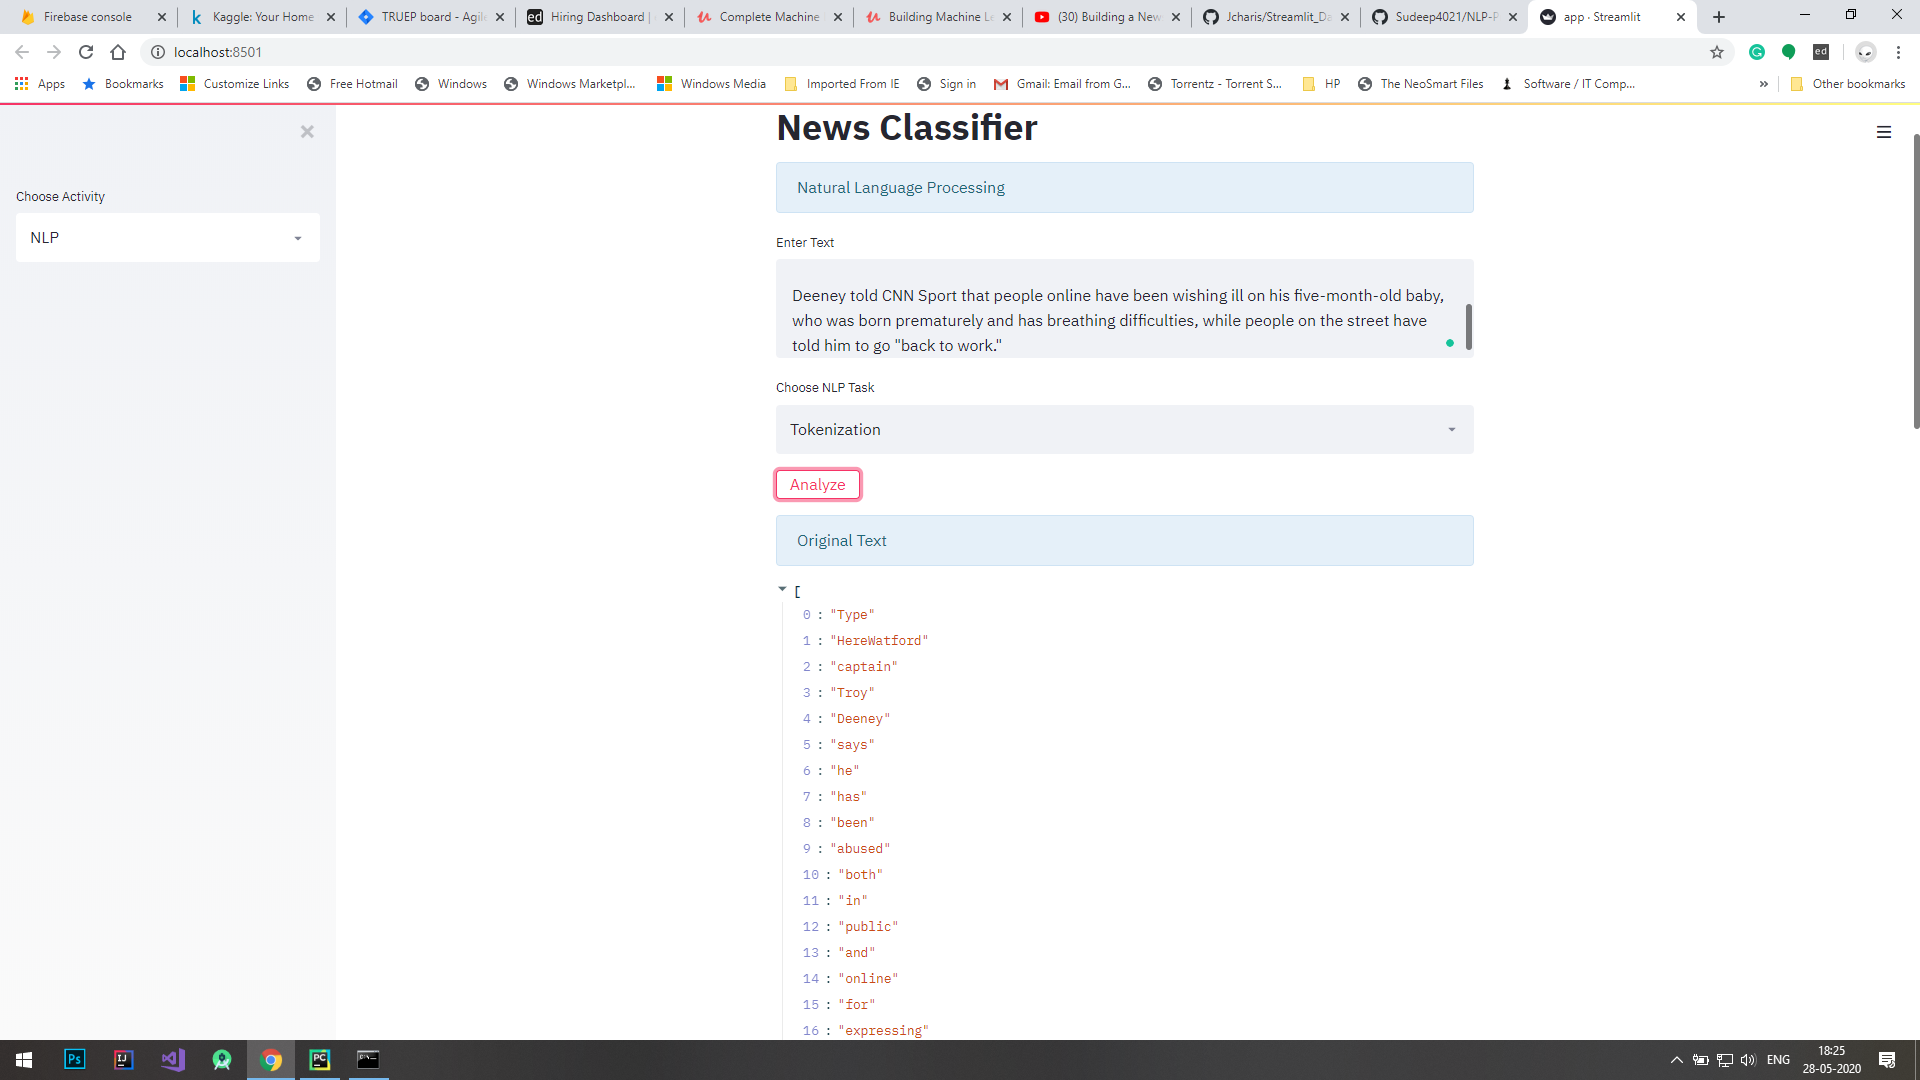 Firebase console
Kaggle: Your Home
TRUEP board - Agile
Hiring Dashboard |
Complete Machine
Building Machine Le
(30) Building a New
Jcharis/Streamlit_Da
Sudeep4021/NLP-P
app · Streamlit
localhost:8501
Apps
Bookmarks
Customize Links
Free Hotmail
Windows
Windows Marketpl...
Windows Media
Imported From IE
Sign in
Gmail: Email from G...
Torrentz - Torrent S...
HP
The NeoSmart Files
Software / IT Comp...
»
Other bookmarks
Choose Activity
NLP
News Classifier
Natural Language Processing
Enter Text
Deeney told CNN Sport that people online have been wishing ill on his five-month-old baby,
who was born prematurely and has breathing difficulties, while people on the street have
told him to go "back to work."
Choose NLP Task
Tokenization
Analyze
Original Text
[
0 : "Type"
1 : "HereWatford"
2 : "captain"
3 : "Troy"
4 : "Deeney"
5 : "says"
6 : "he"
7 : "has"
8 : "been"
9 : "abused"
10 : "both"
11 : "in"
12 : "public"
13 : "and"
14 : "online"
15 : "for"
16 : "expressing"
ENG
18:25
28-05-2020